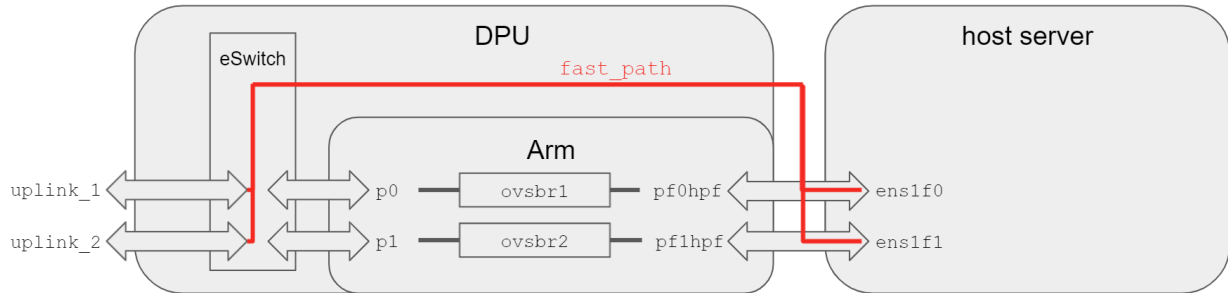 DPU
host server
eSwitch
fast_path
Arm
uplink_1
p0
ovsbr1
pf0hpf
ens1f0
uplink_2
p1
ovsbr2
pf1hpf
ens1f1